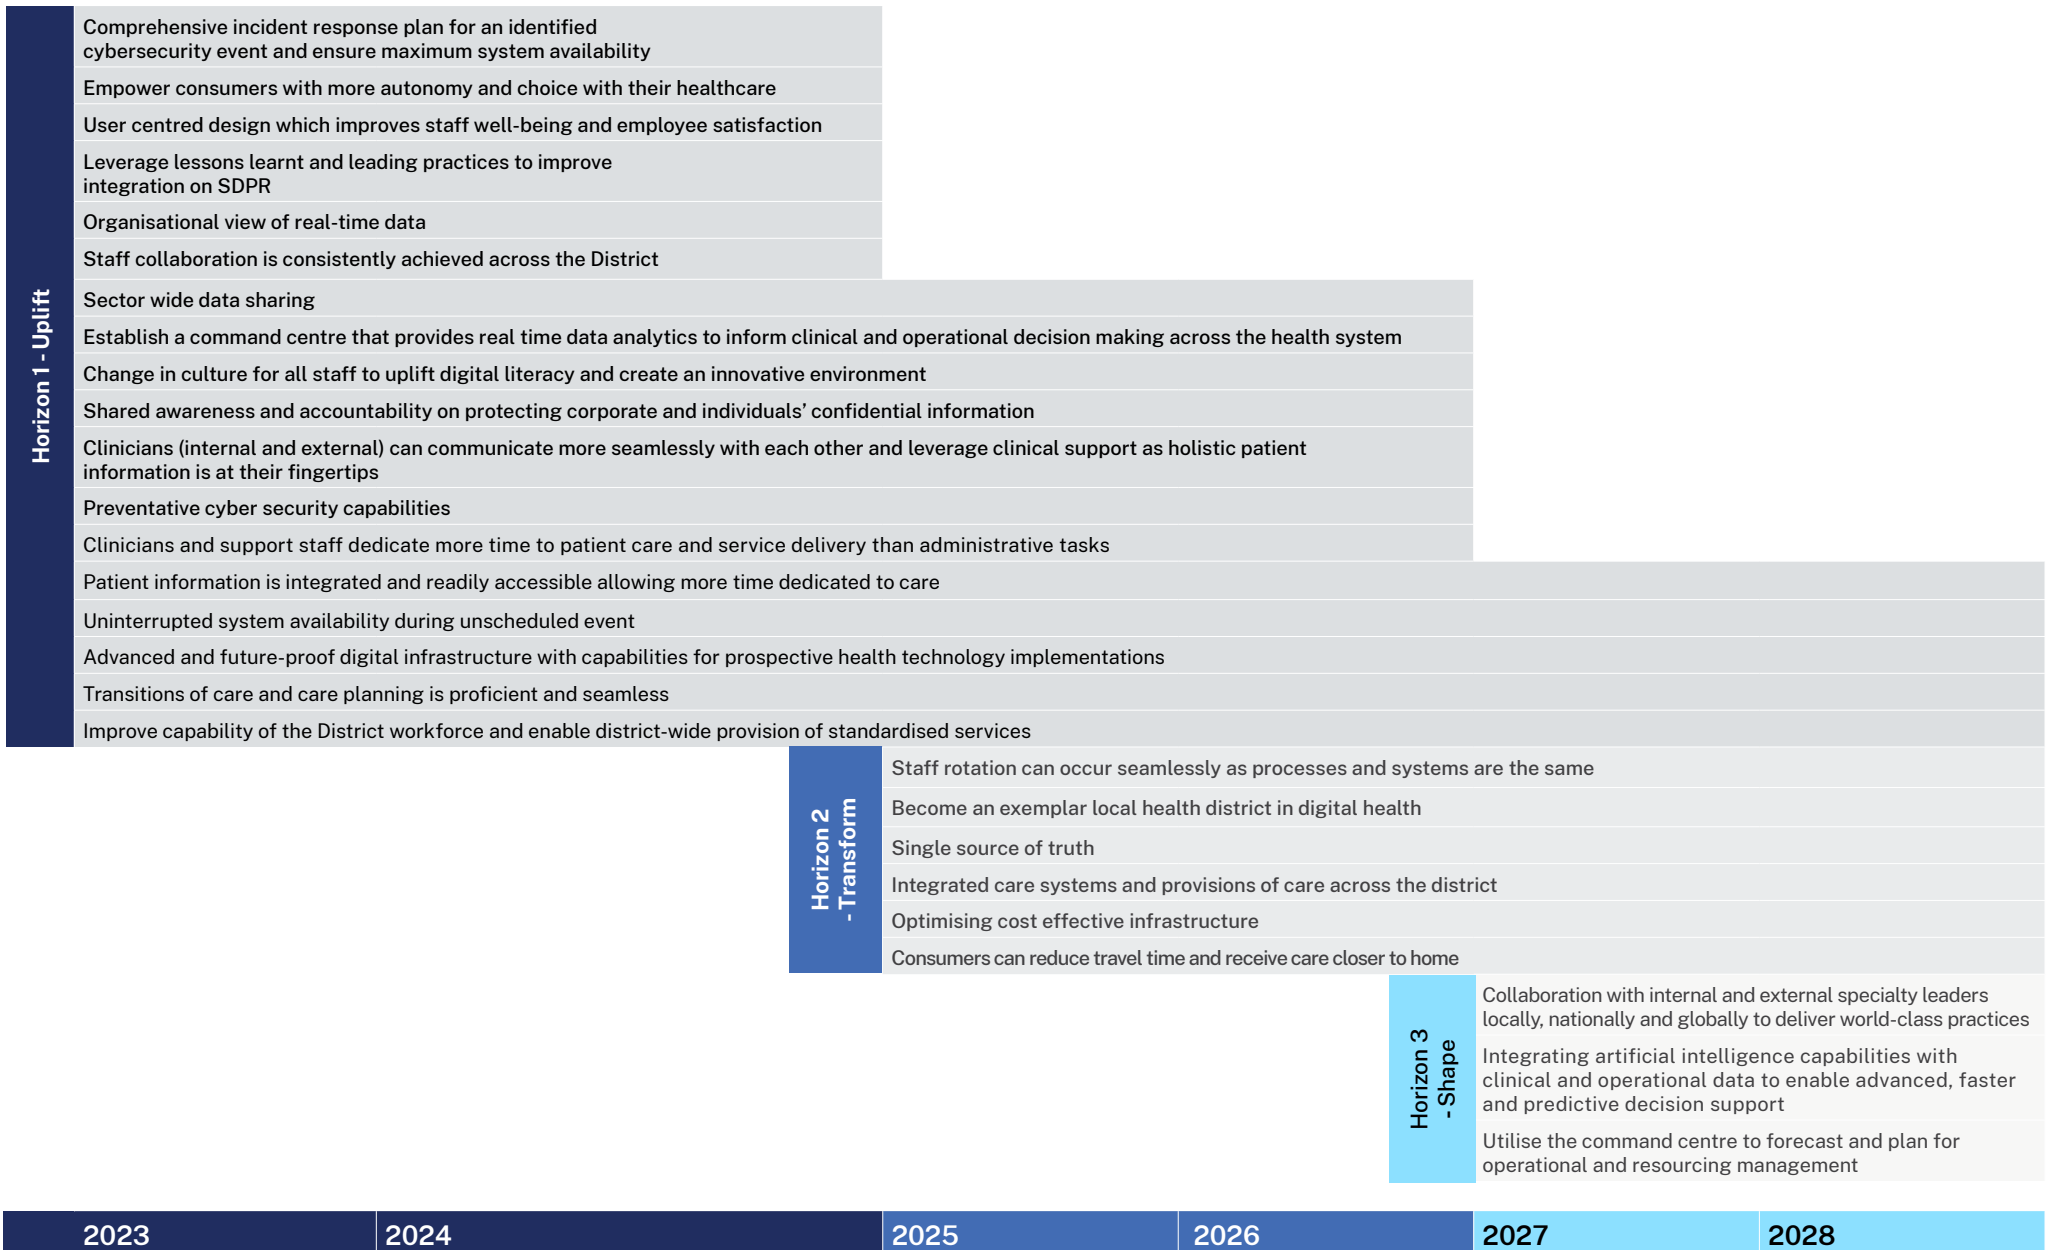 Horizon 1 - Uplift
Comprehensive incident response plan for an identified
cybersecurity event and ensure maximum system availability
Empower consumers with more autonomy and choice with their healthcare
User centred design which improves staff well-being and employee satisfaction
Leverage lessons learnt and leading practices to improve
integration on SDPR
Organisational view of real-time data
Staff collaboration is consistently achieved across the District
Sector wide data sharing
Establish a command centre that provides real time data analytics to inform clinical and operational decision making across the health system
Change in culture for all staff to uplift digital literacy and create an innovative environment
Shared awareness and accountability on protecting corporate and individuals’ confidential information
Clinicians (internal and external) can communicate more seamlessly with each other and leverage clinical support as holistic patient
information is at their fingertips
Preventative cyber security capabilities
Clinicians and support staff dedicate more time to patient care and service delivery than administrative tasks
Patient information is integrated and readily accessible allowing more time dedicated to care
Uninterrupted system availability during unscheduled event
Advanced and future-proof digital infrastructure with capabilities for prospective health technology implementations
Transitions of care and care planning is proficient and seamless
Improve capability of the District workforce and enable district-wide provision of standardised services
Horizon 2
- Transform
Staff rotation can occur seamlessly as processes and systems are the same
Become an exemplar local health district in digital health
Single source of truth
Integrated care systems and provisions of care across the district
Optimising cost effective infrastructure
Consumers can reduce travel time and receive care closer to home
Horizon 3
- Shape
Collaboration with internal and external specialty leaders
locally, nationally and globally to deliver world-class practices
Integrating artificial intelligence capabilities with
clinical and operational data to enable advanced, faster
and predictive decision support
Utilise the command centre to forecast and plan for
operational and resourcing management
2023
2024
2025
2026
2027
2028